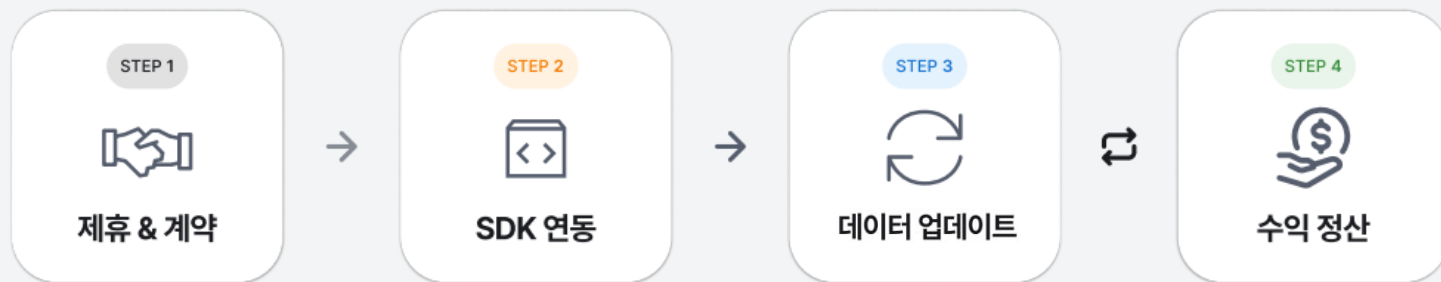 STEP 1
제휴 & 계약
STEP 2
SDK 연동
STEP 3
데이터 업데이트
STEP 4
수익 정산